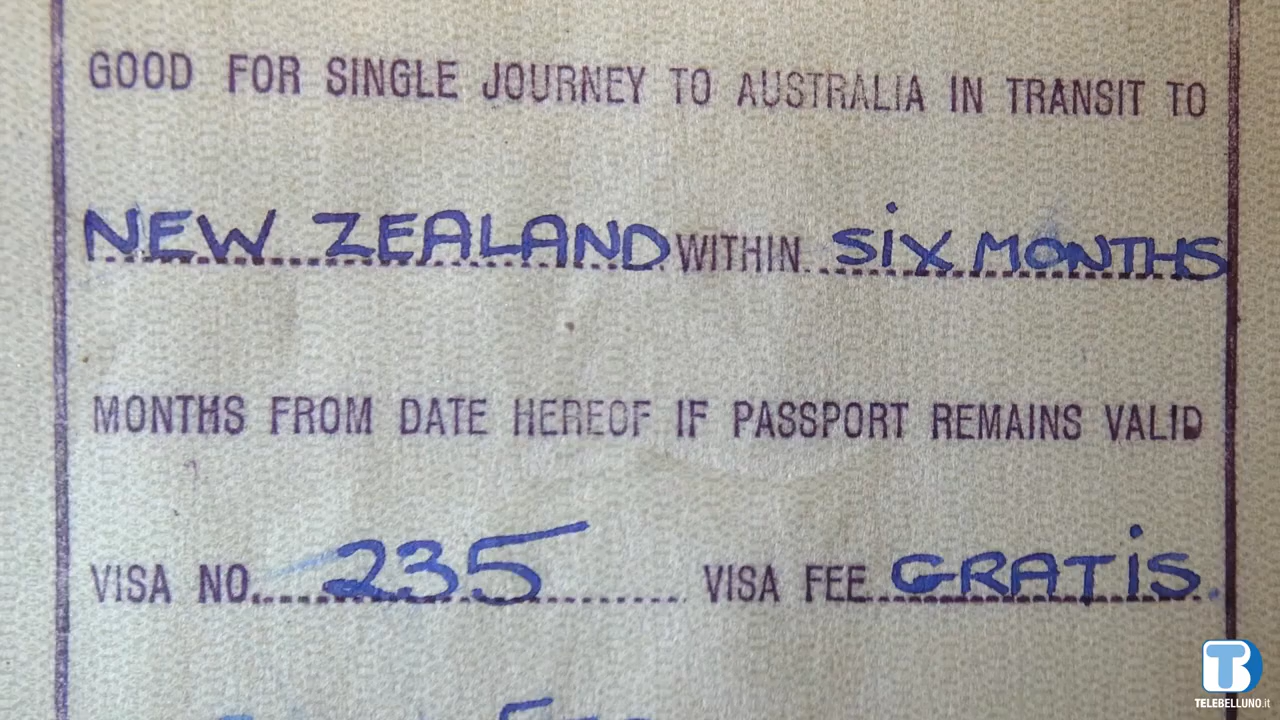 GOOD FOR SINGLE JOURNEY TO AUSTRALIA IN TRANSIT TO
NEW ZEALAND WITHIN SIX MONTHS
MONTHS FROM DATE HEREOF IF PASSPORT REMAINS VALID
VISA NO. 235 VISA FEE GRATIS.
TB
TELEBELLUNO.it